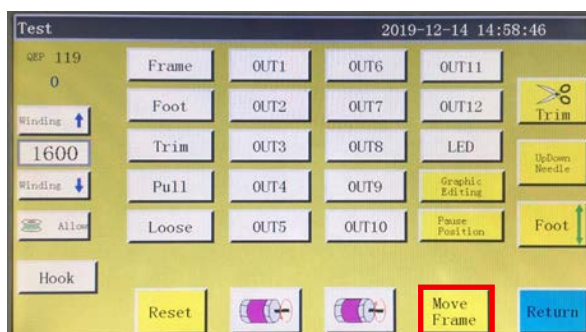 Test 2019-12-14 14:58:46
QEP 119
0
Winding
1600
Winding
Allow
Hook
Frame OUT1 OUT6 OUT11
Foot OUT2 OUT7 OUT12
Trim OUT3 OUT8 LED
Pull OUT4 OUT9 Graphic
Editing
Loose OUT5 OUT10 Pause
Position
Trim
UpDown
Needle
Foot
Reset
Move
Frame
Return